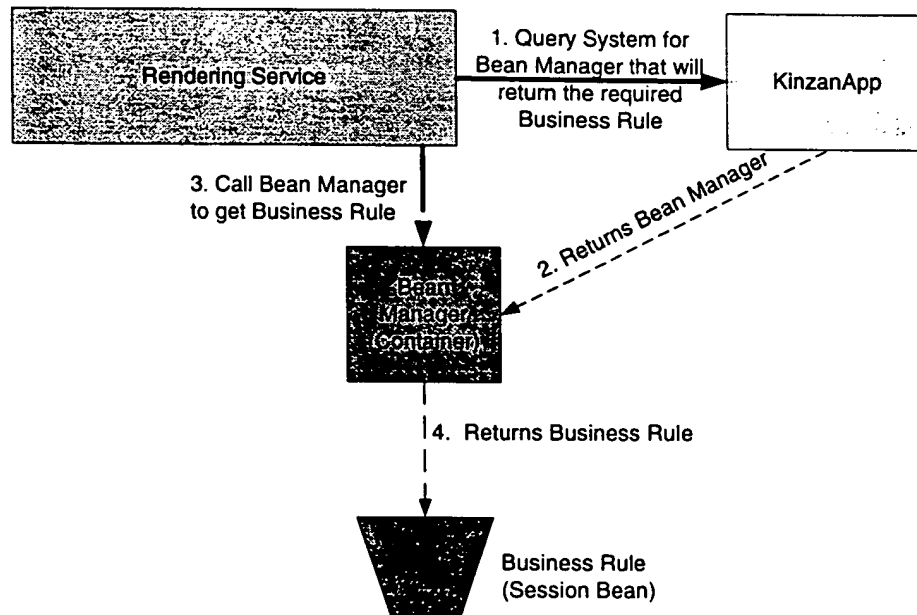 Rendering Service
1. Query System for
Bean Manager that will
return the required
Business Rule
KinzanApp
3. Call Bean Manager
to get Business Rule
2. Returns Bean Manager
Bean
Manager
Container)
4. Returns Business Rule
Business Rule
(Session Bean)